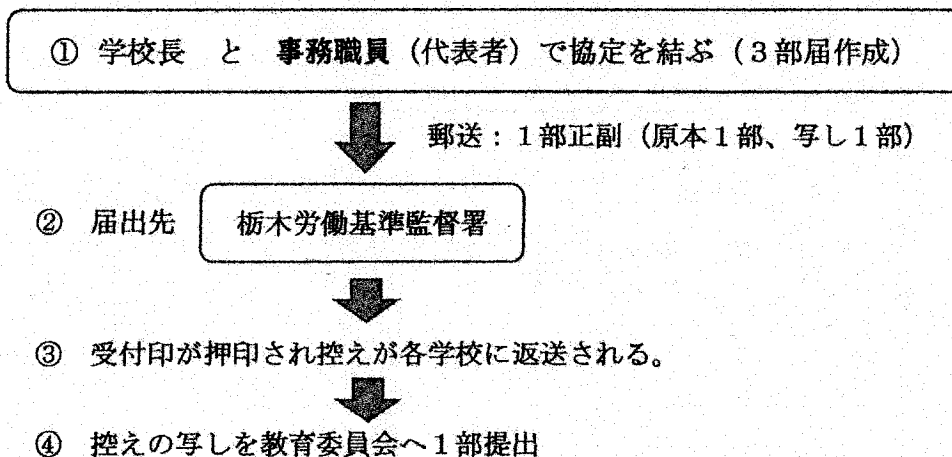 ① 学校長　と　事務職員（代表者）で協定を結ぶ（３部届作成）
郵送：１部正副（原本１部、写し１部）
② 届出先　栃木労働基準監督署
③ 受付印が押印され控えが各学校に返送される。
④ 控えの写しを教育委員会へ１部提出